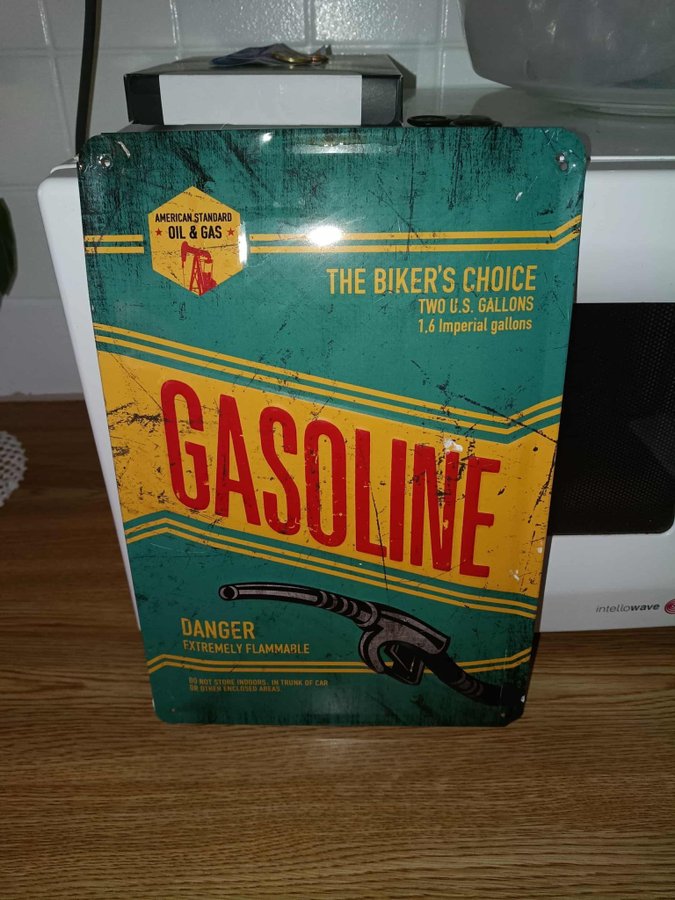 AMERICAN STANDARD
OIL & GAS
THE BIKER'S CHOICE
TWO U.S. GALLONS
1,6 Imperial gallons
GASOLINE
DANGER
EXTREMELY FLAMMABLE
DO NOT STORE INDOORS, IN TRUNK OF CAR
OR OTHER ENCLOSED AREAS
intellowave